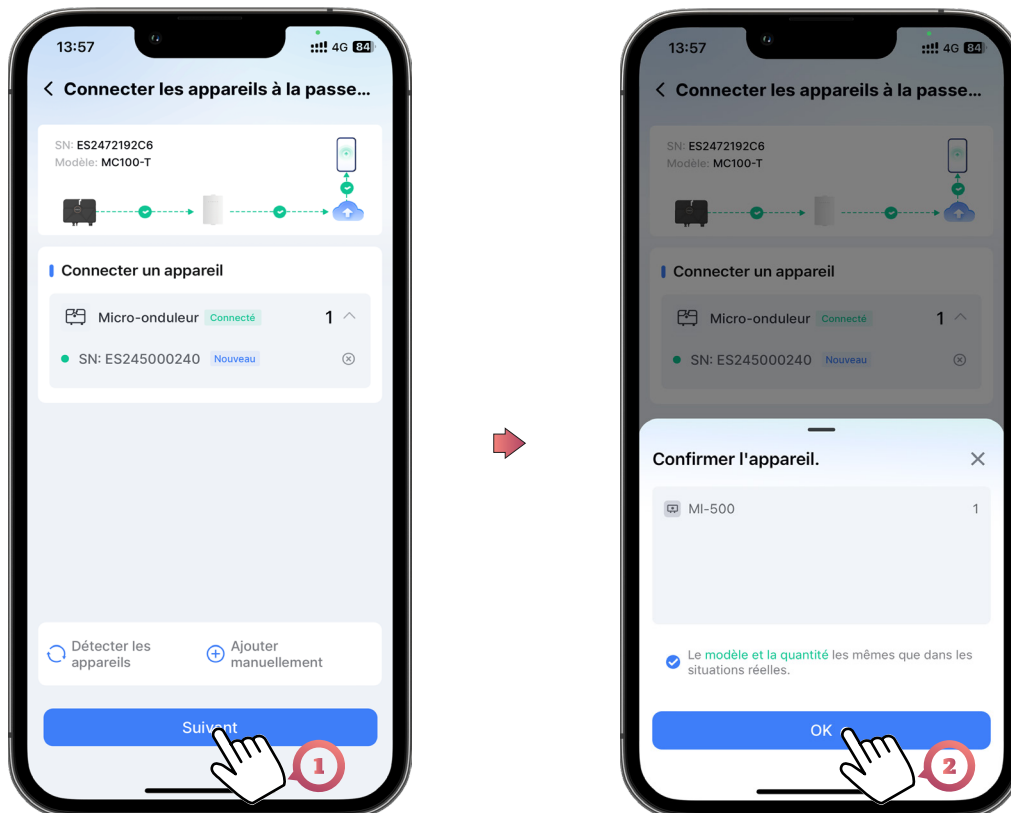 13:57
4G 84
Connecter les appareils à la passe...
SN: ES2472192C6
Modèle: MC100-T
Connecter un appareil
Micro-onduleur Connecté 1
SN: ES245000240 Nouveau
Détecter les
appareils
Ajouter
manuellement
Suivant
1
13:57
4G 84
Connecter les appareils à la passe...
SN: ES2472192C6
Modèle: MC100-T
Connecter un appareil
Micro-onduleur Connecté 1
SN: ES245000240 Nouveau
Confirmer l'appareil.
MI-500 1
Le modèle et la quantité les mêmes que dans les
situations réelles.
OK
2